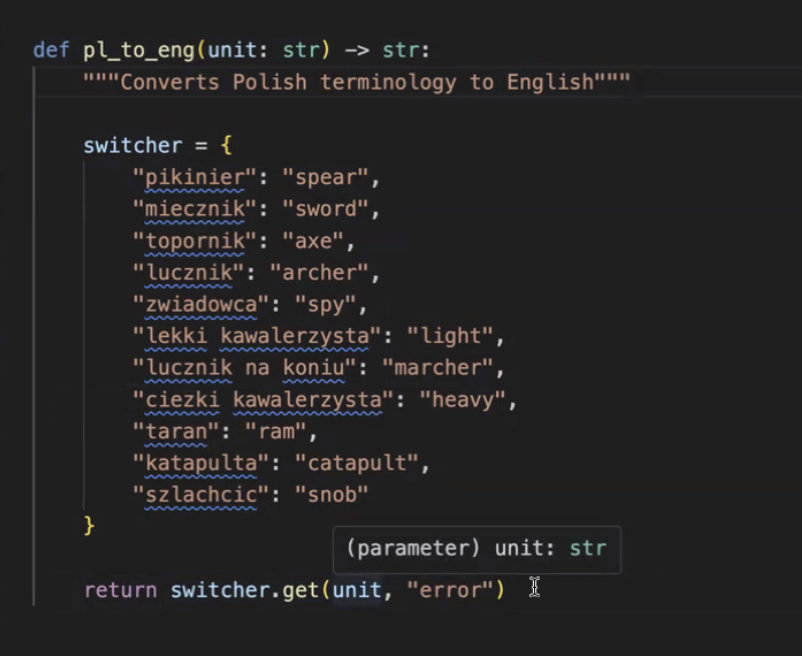 def pl_to_eng(unit: str) -> str:
"""Converts Polish terminology to English"""
switcher = {
"pikinier": "spear",
"miecznik": "sword",
"topornik": "axe",
"lucznik": "archer",
"zwiadowca": "spy",
"lekki kawalerzysta": "light",
"lucznik na koniu": "marcher",
"ciezki kawalerzysta": "heavy",
"taran": "ram",
"katapulta": "catapult",
"szlachcic": "snob"
}
(parameter) unit: str
return switcher.get(unit, "error")